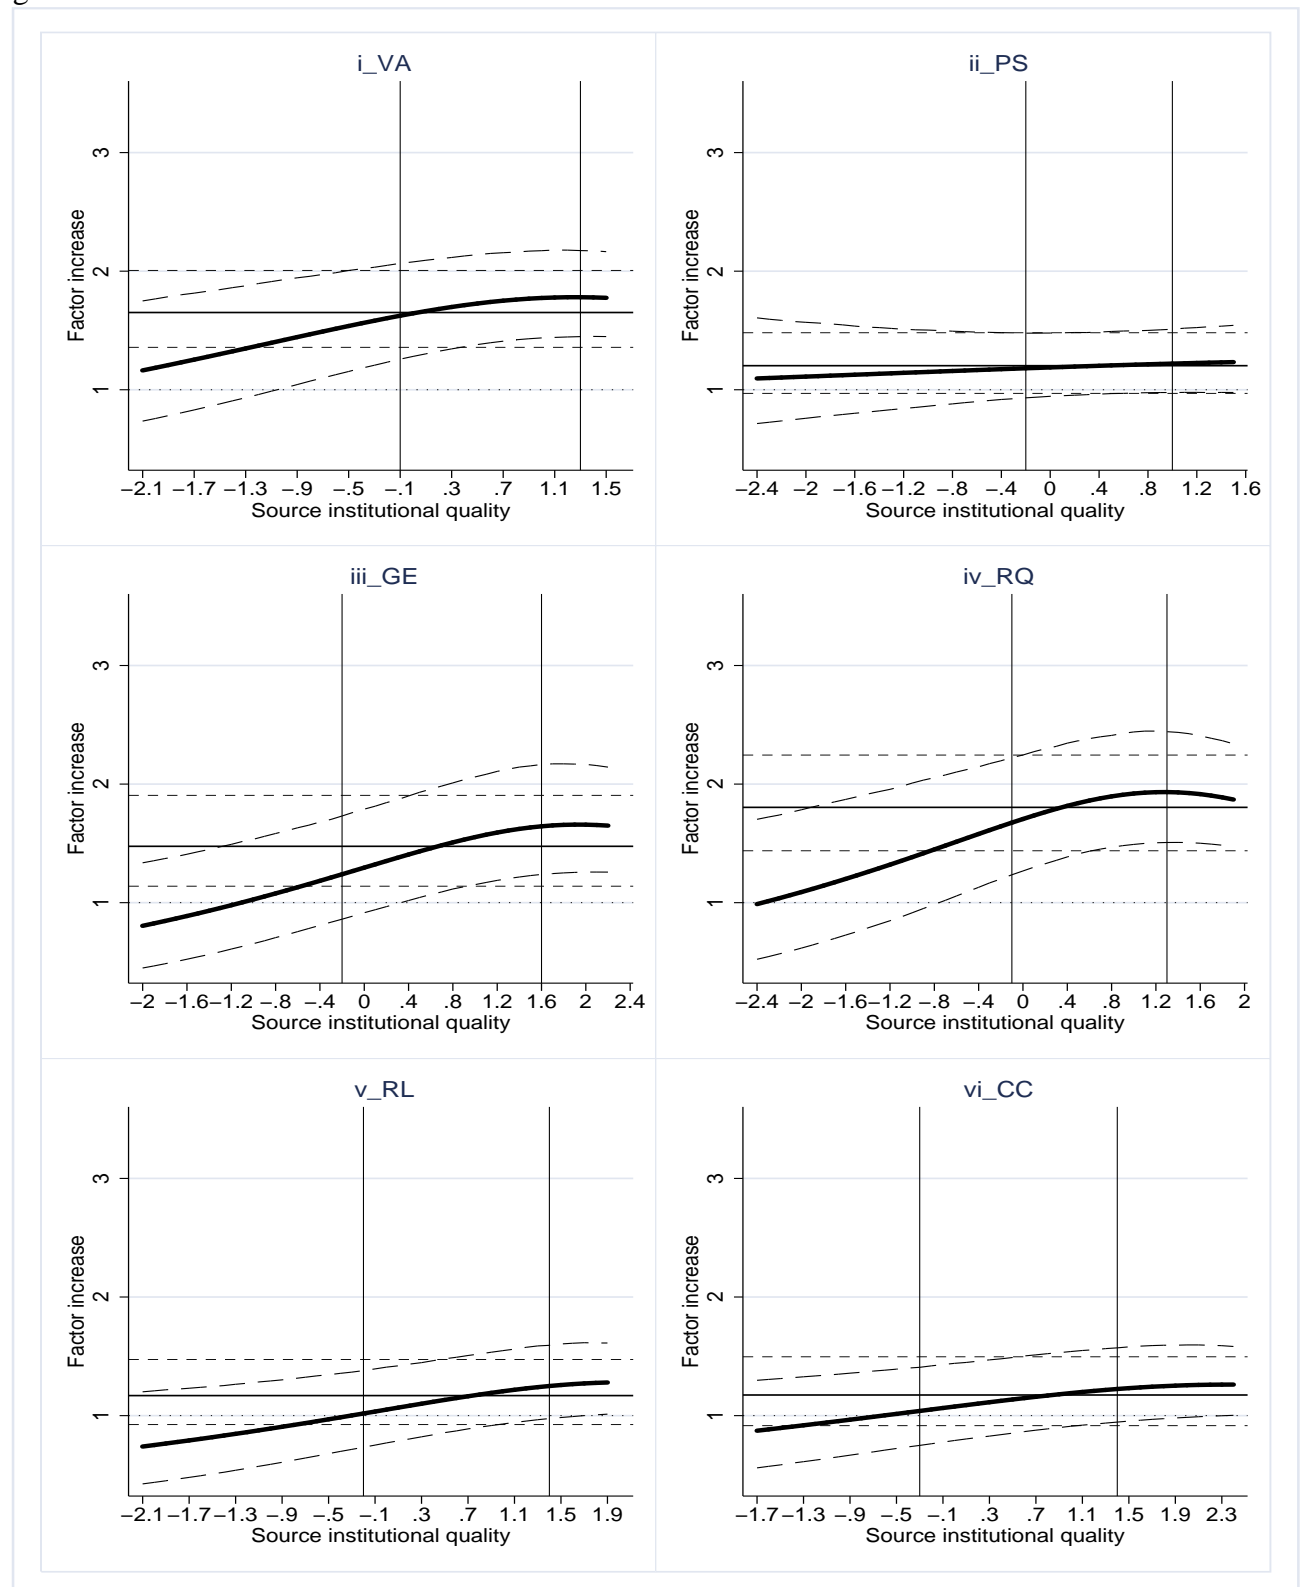 i_VA
3
2
1
Factor increase
−2.1 −1.7 −1.3 −.9 −.5 −.1 .3 .7 1.1 1.5
Source institutional quality
ii_PS
3
2
1
Factor increase
−2.4 −2 −1.6 −1.2 −.8 −.4 0 .4 .8 1.2 1.6
Source institutional quality
iii_GE
3
2
1
Factor increase
−2 −1.6 −1.2 −.8 −.4 0 .4 .8 1.2 1.6 2 2.4
Source institutional quality
iv_RQ
3
2
1
Factor increase
−2.4 −2 −1.6 −1.2 −.8 −.4 0 .4 .8 1.2 1.6 2
Source institutional quality
v_RL
3
2
1
Factor increase
−2.1 −1.7 −1.3 −.9 −.5 −.1 .3 .7 1.1 1.5 1.9
Source institutional quality
vi_CC
3
2
1
Factor increase
−1.7 −1.3 −.9 −.5 −.1 .3 .7 1.1 1.5 1.9 2.3
Source institutional quality